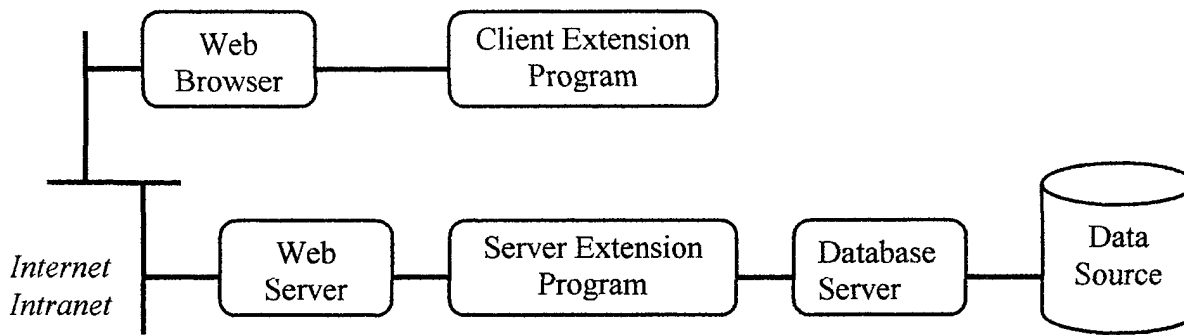 Web
Browser
Client Extension
Program
Internet
Intranet
Web
Server
Server Extension
Program
Database
Server
Data
Source